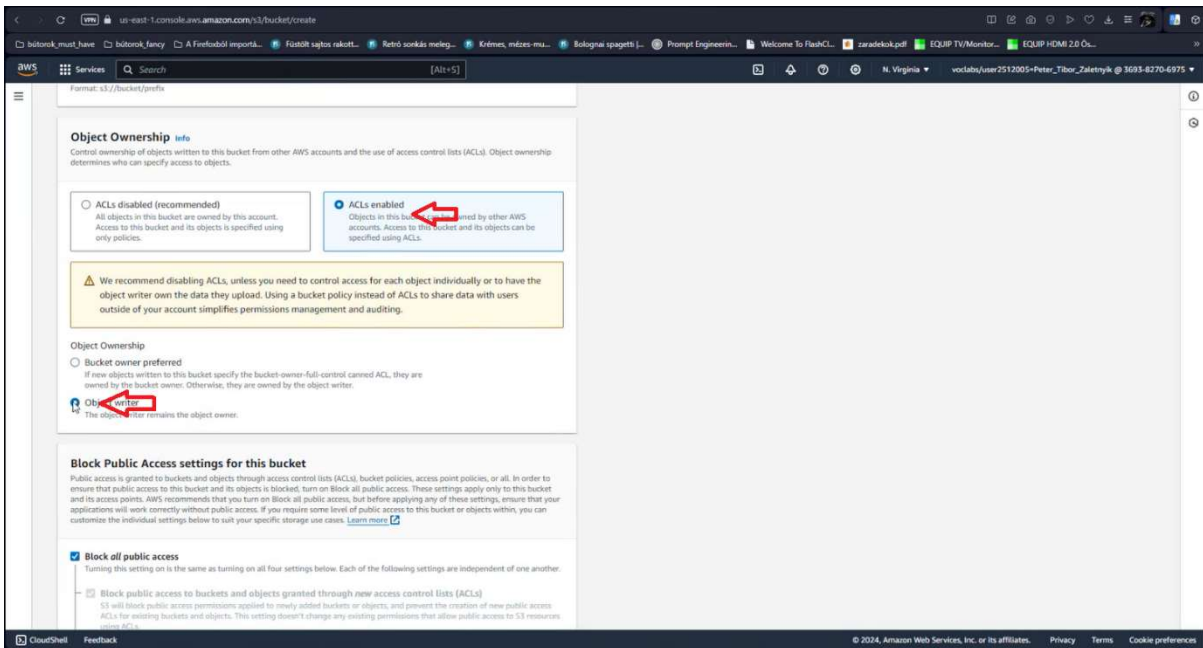 VPN us-east-1.console.aws.amazon.com/s3/bucket/create
bútorok_must_have bútorok_fancy A Firefoxból importá... Füstölt sajtos rakott... Retró sonkás meleg... Krémes, mézes-mu... Bolognai spagetti |... Prompt Engineerin... Welcome To FlashCl... zaradekok.pdf EQUIP TV/Monitor... EQUIP HDMI 2.0 Ös... »
aws Services Search [Alt+S] N. Virginia voclabs/user2512005=Peter_Tibor_Zaletnyik @ 3693-8270-6975
Format: s3://bucket/prefix
Object Ownership Info
Control ownership of objects written to this bucket from other AWS accounts and the use of access control lists (ACLs). Object ownership
determines who can specify access to objects.
ACLs disabled (recommended)
All objects in this bucket are owned by this account.
Access to this bucket and its objects is specified using
only policies.
ACLs enabled
Objects in this bucket can be owned by other AWS
accounts. Access to this bucket and its objects can be
specified using ACLs.
We recommend disabling ACLs, unless you need to control access for each object individually or to have the
object writer own the data they upload. Using a bucket policy instead of ACLs to share data with users
outside of your account simplifies permissions management and auditing.
Object Ownership
Bucket owner preferred
If new objects written to this bucket specify the bucket-owner-full-control canned ACL, they are
owned by the bucket owner. Otherwise, they are owned by the object writer.
Object writer
The object writer remains the object owner.
Block Public Access settings for this bucket
Public access is granted to buckets and objects through access control lists (ACLs), bucket policies, access point policies, or all. In order to
ensure that public access to this bucket and its objects is blocked, turn on Block all public access. These settings apply only to this bucket
and its access points. AWS recommends that you turn on Block all public access, but before applying any of these settings, ensure that your
applications will work correctly without public access. If you require some level of public access to this bucket or objects within, you can
customize the individual settings below to suit your specific storage use cases. Learn more
Block all public access
Turning this setting on is the same as turning on all four settings below. Each of the following settings are independent of one another.
Block public access to buckets and objects granted through new access control lists (ACLs)
S3 will block public access permissions applied to newly added buckets or objects, and prevent the creation of new public access
ACLs for existing buckets and objects. This setting doesn't change any existing permissions that allow public access to S3 resources
using ACLs.
CloudShell Feedback © 2024, Amazon Web Services, Inc. or its affiliates. Privacy Terms Cookie preferences